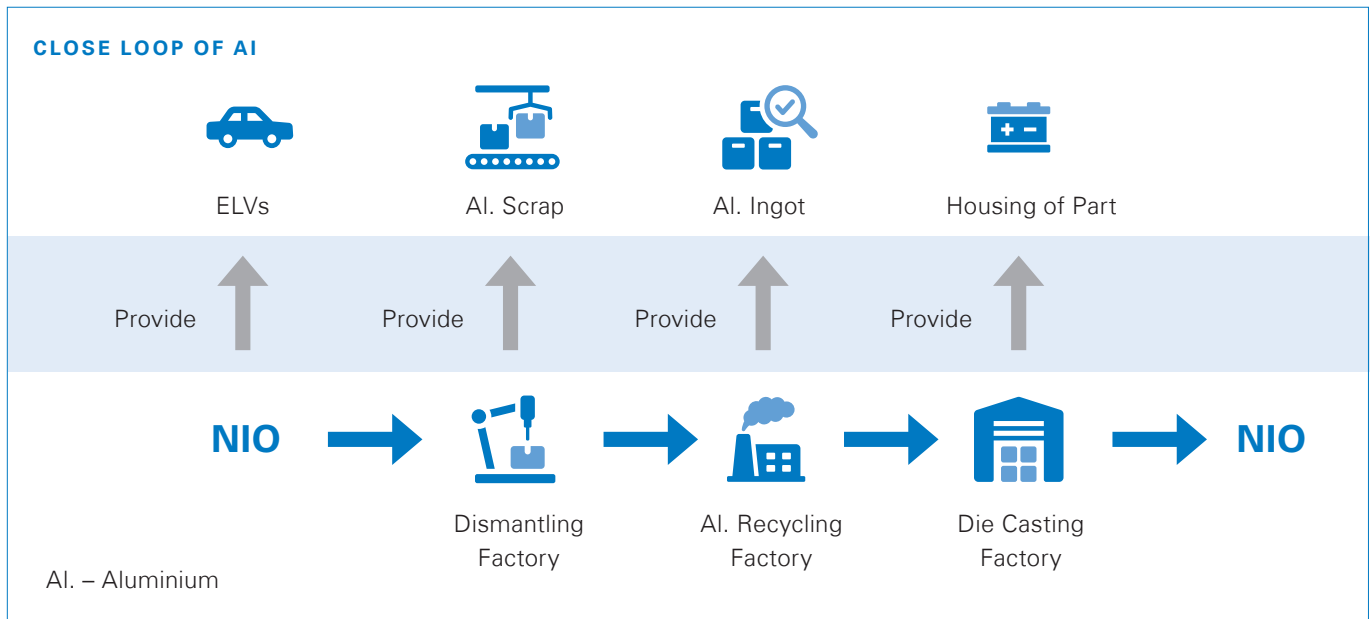 CLOSE LOOP OF Al
ELVs
Al. Scrap
Al. Ingot
Housing of Part
Provide
Provide
Provide
Provide
NIO
NIO
Dismantling
Factory
Al. Recycling
Factory
Die Casting
Factory
Al. – Aluminium